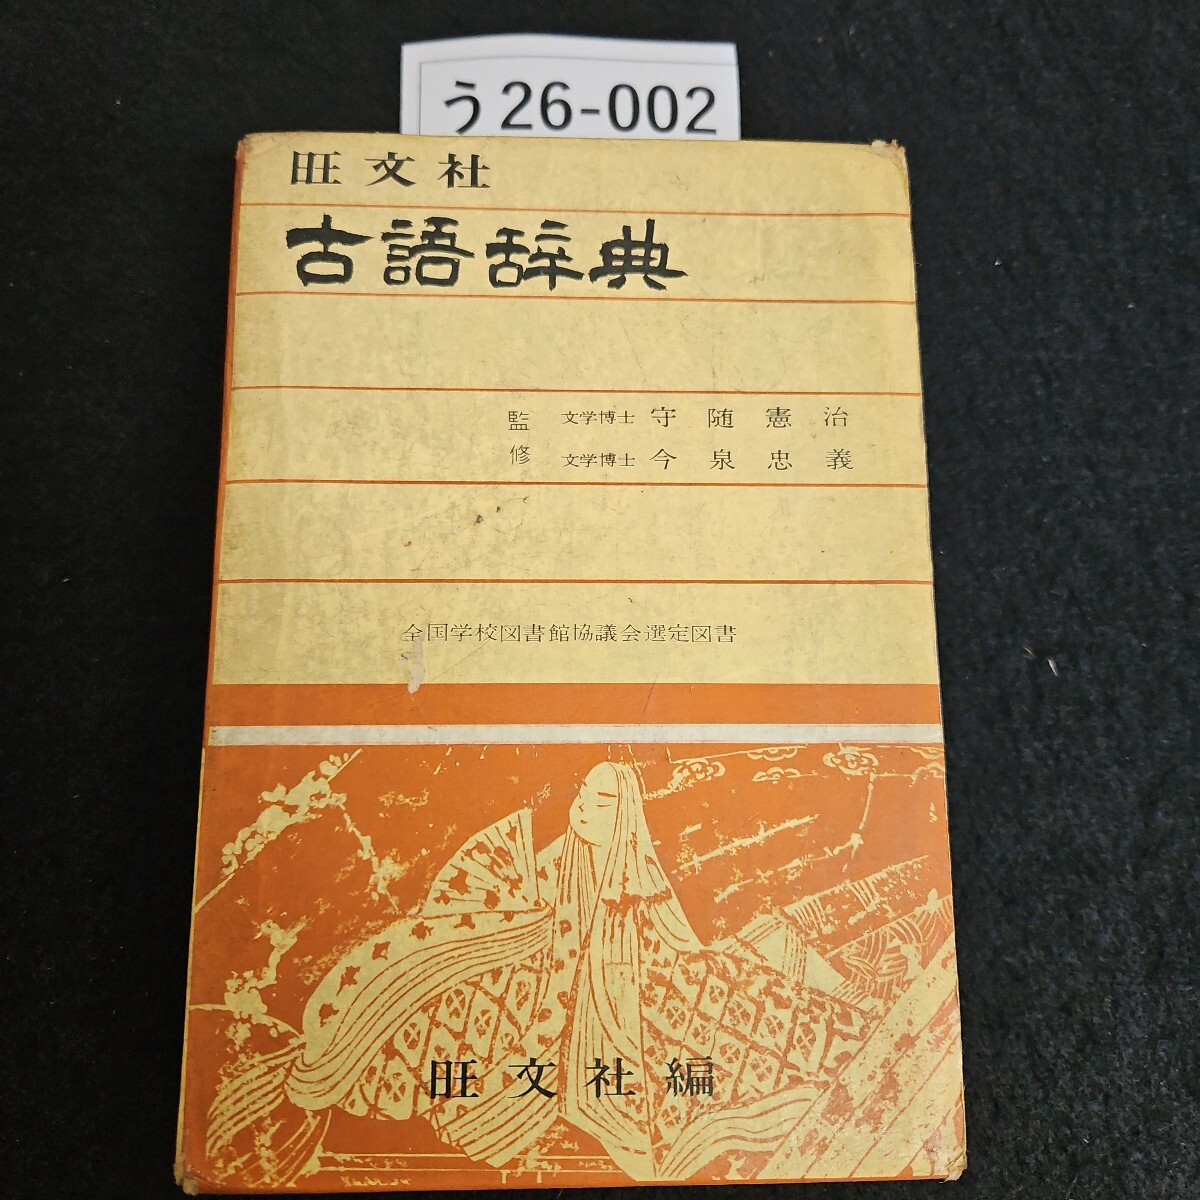 う26-002
旺文社
古語辞典
監修
文学博士 守随憲治
文学博士 今泉忠義
全国学校図書館協議会選定図書
旺文社編